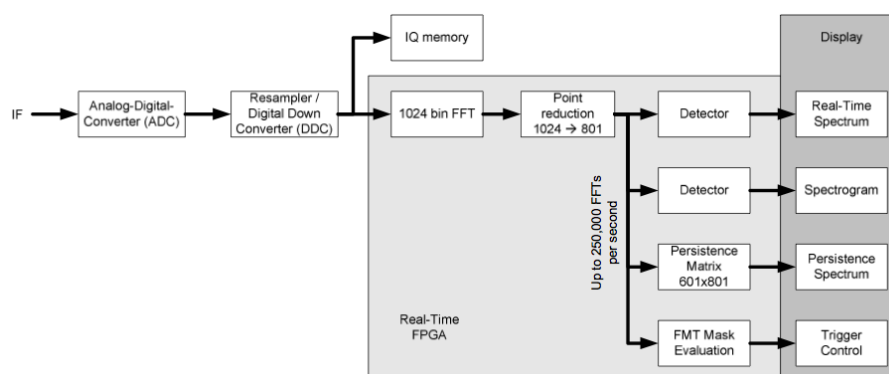 IQ memory
Display
IF
Analog-Digital-
Converter (ADC)
Resampler /
Digital Down
Converter (DDC)
1024 bin FFT
Point
reduction
1024 → 801
Detector
Real-Time
Spectrum
Up to 250,000 FFTs
per second
Detector
Spectrogram
Persistence
Matrix
601x801
Persistence
Spectrum
Real-Time
FPGA
FMT Mask
Evaluation
Trigger
Control